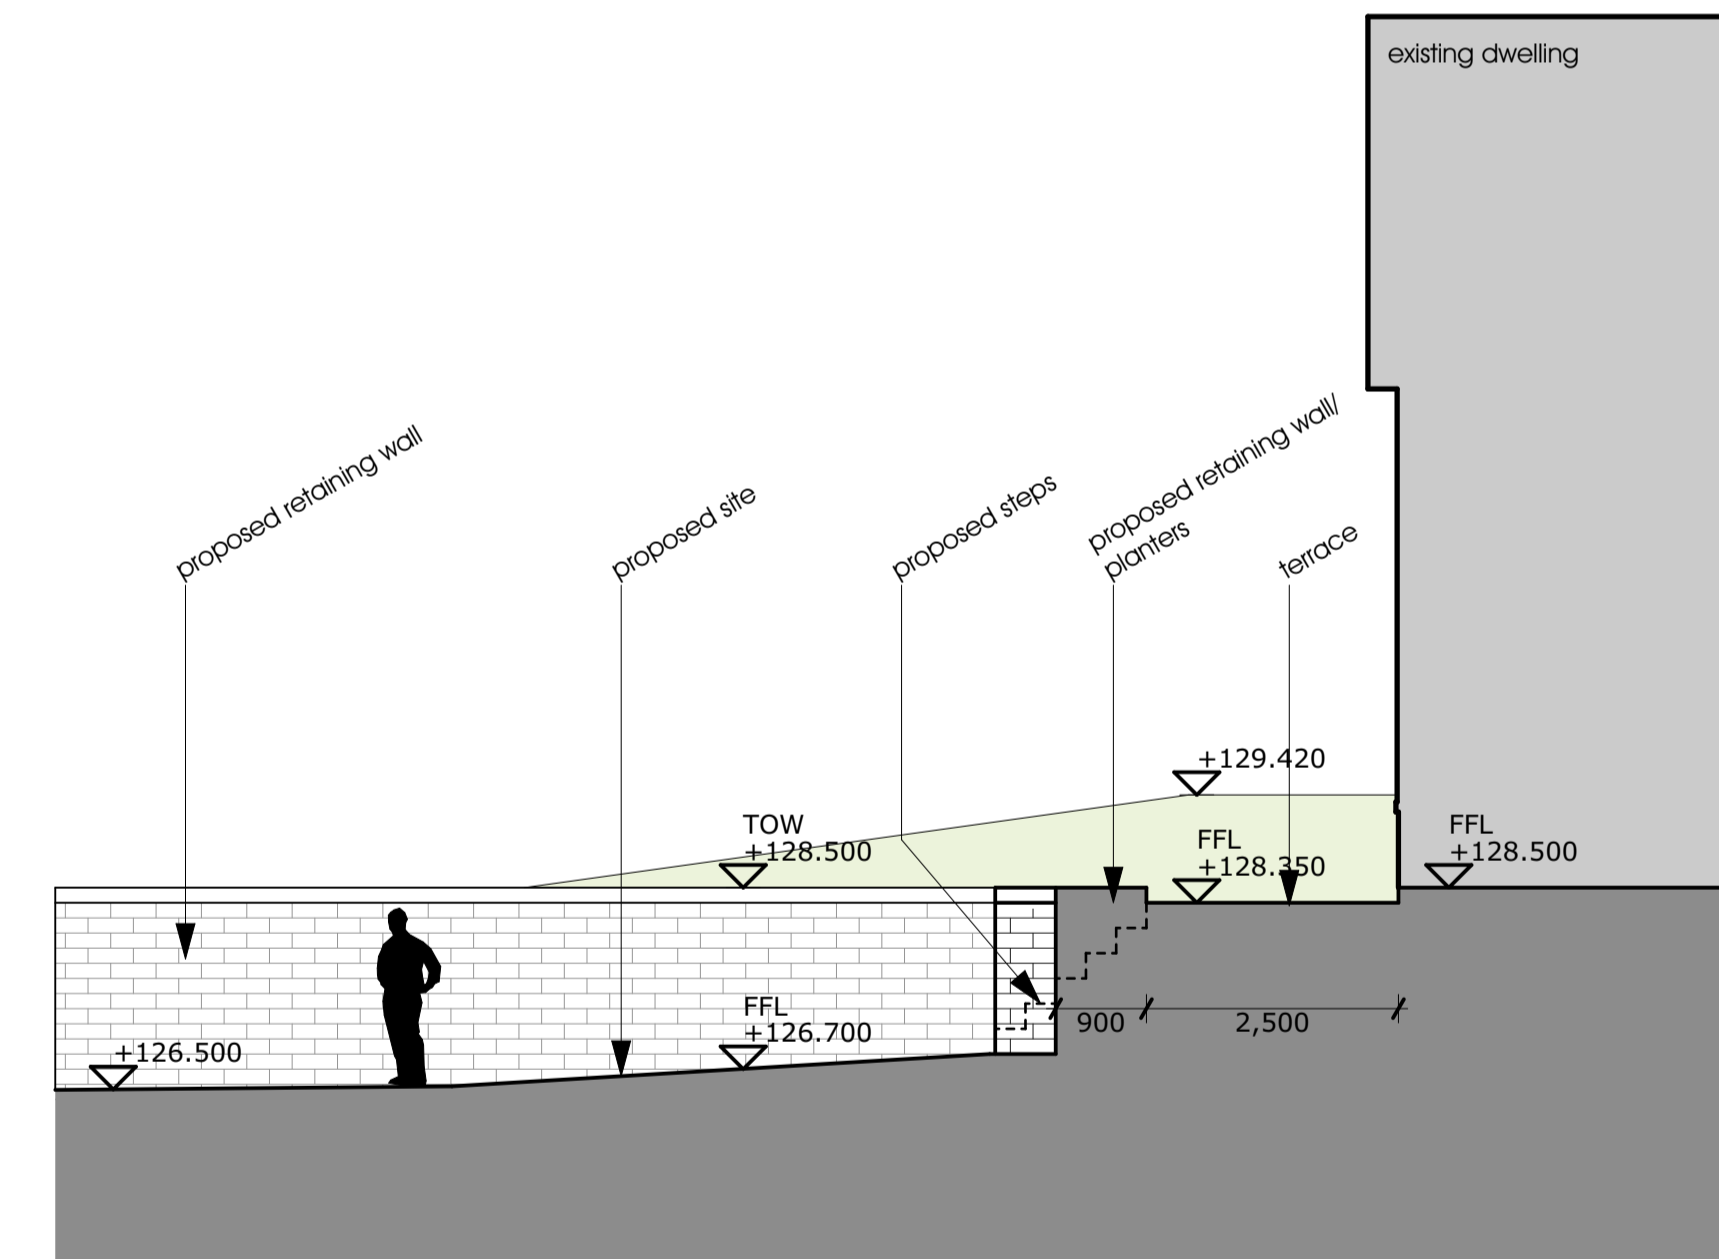 existing dwelling
proposed retaining wall
proposed site
proposed steps
proposed retaining wall/
planters
terrace
+129.420
TOW
+128.500
FFL
+128.350
FFL
+128.500
FFL
+126.700
+126.500
900
2,500